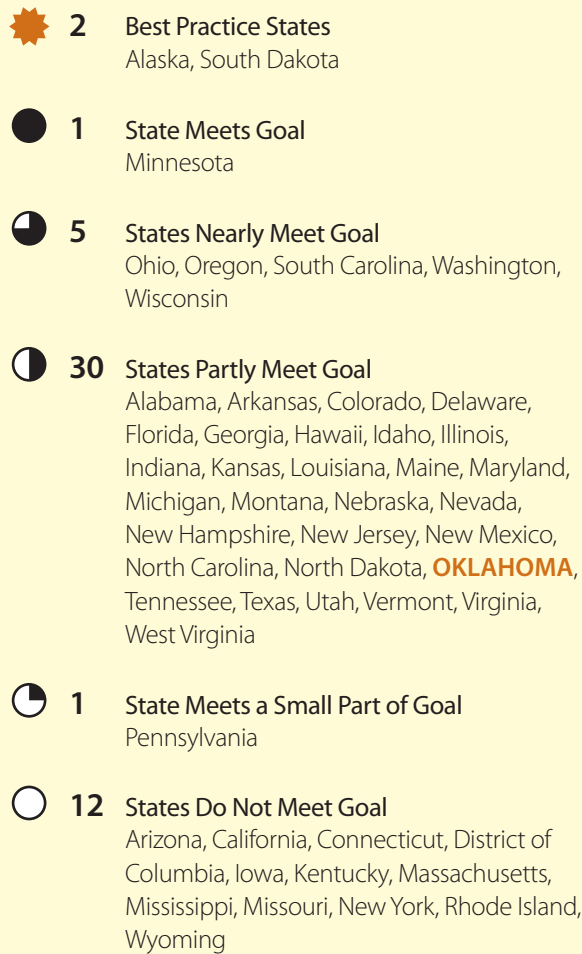 2 Best Practice States
Alaska, South Dakota
1 State Meets Goal
Minnesota
5 States Nearly Meet Goal
Ohio, Oregon, South Carolina, Washington,
Wisconsin
30 States Partly Meet Goal
Alabama, Arkansas, Colorado, Delaware,
Florida, Georgia, Hawaii, Idaho, Illinois,
Indiana, Kansas, Louisiana, Maine, Maryland,
Michigan, Montana, Nebraska, Nevada,
New Hampshire, New Jersey, New Mexico,
North Carolina, North Dakota, OKLAHOMA,
Tennessee, Texas, Utah, Vermont, Virginia,
West Virginia
1 State Meets a Small Part of Goal
Pennsylvania
12 States Do Not Meet Goal
Arizona, California, Connecticut, District of
Columbia, Iowa, Kentucky, Massachusetts,
Mississippi, Missouri, New York, Rhode Island,
Wyoming